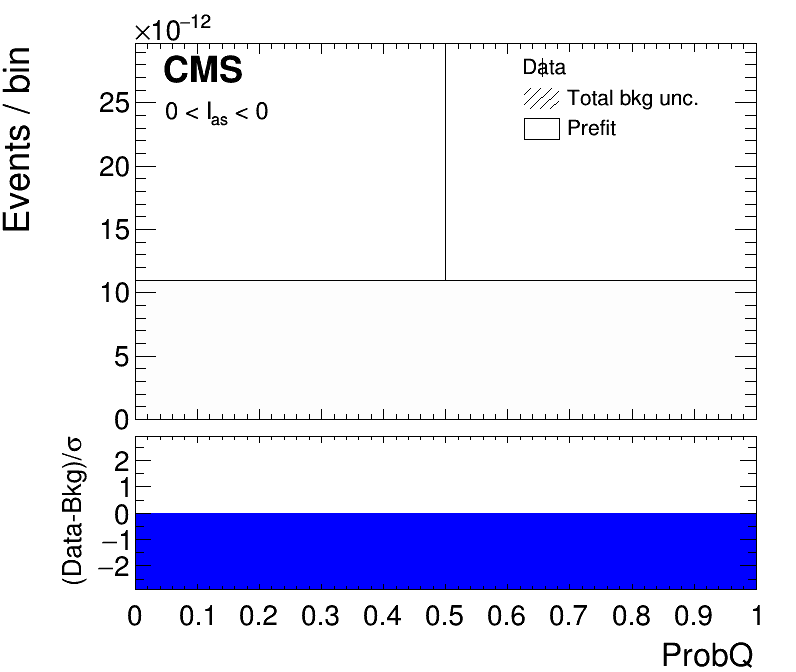 ×10⁻¹²
Events / bin
CMS
0 < Ias < 0
Data
Total bkg unc.
Prefit
25
20
15
10
5
0
(Data-Bkg)/σ
2
1
0
−1
−2
0 0.1 0.2 0.3 0.4 0.5 0.6 0.7 0.8 0.9 1
ProbQ